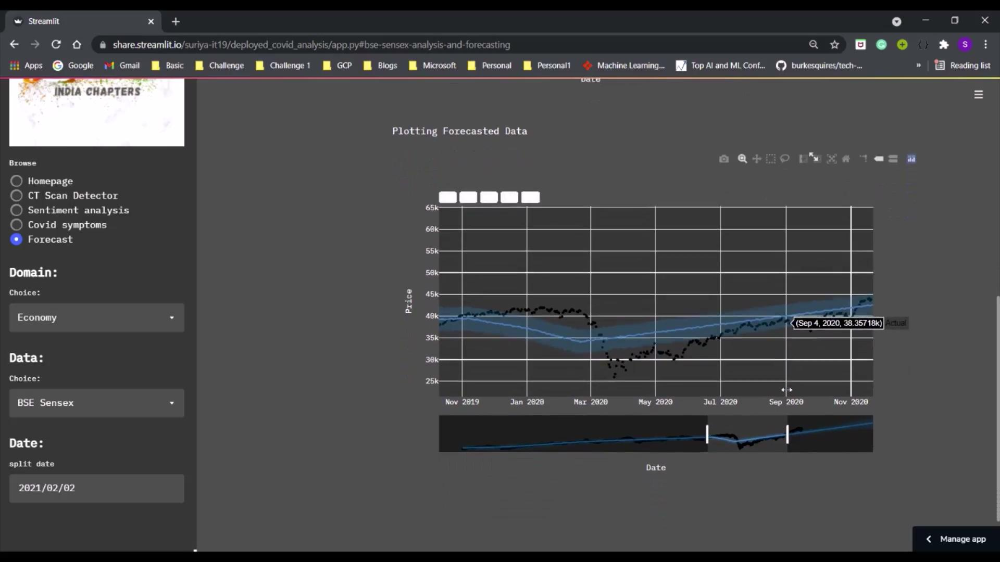 Streamlit
share.streamlit.io/suriya-it19/deployed_covid_analysis/app.py#bse-sensex-analysis-and-forecasting
S
Apps Google Gmail Basic Challenge Challenge 1 GCP Blogs Microsoft Personal Personal1 Machine Learning... Top AI and ML Conf... burkesquires/tech-... » Reading list
INDIA CHAPTERS
Date
Plotting Forecasted Data
Browse
Homepage
CT Scan Detector
Sentiment analysis
Covid symptoms
Forecast
Domain:
Choice:
Economy
Data:
Choice:
BSE Sensex
Date:
split date
2021/02/02
65k
60k
55k
50k
45k
40k
35k
30k
25k
Price
(Sep 4, 2020, 38.35718k) Actual
Nov 2019 Jan 2020 Mar 2020 May 2020 Jul 2020 Sep 2020 Nov 2020
Date
Manage app